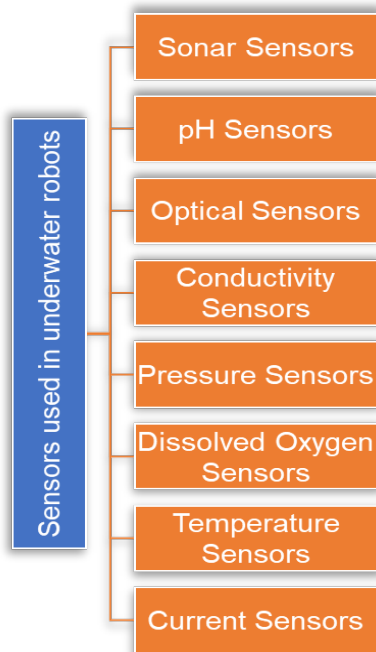 Sensors used in underwater robots
Sonar Sensors
pH Sensors
Optical Sensors
Conductivity
Sensors
Pressure Sensors
Dissolved Oxygen
Sensors
Temperature
Sensors
Current Sensors